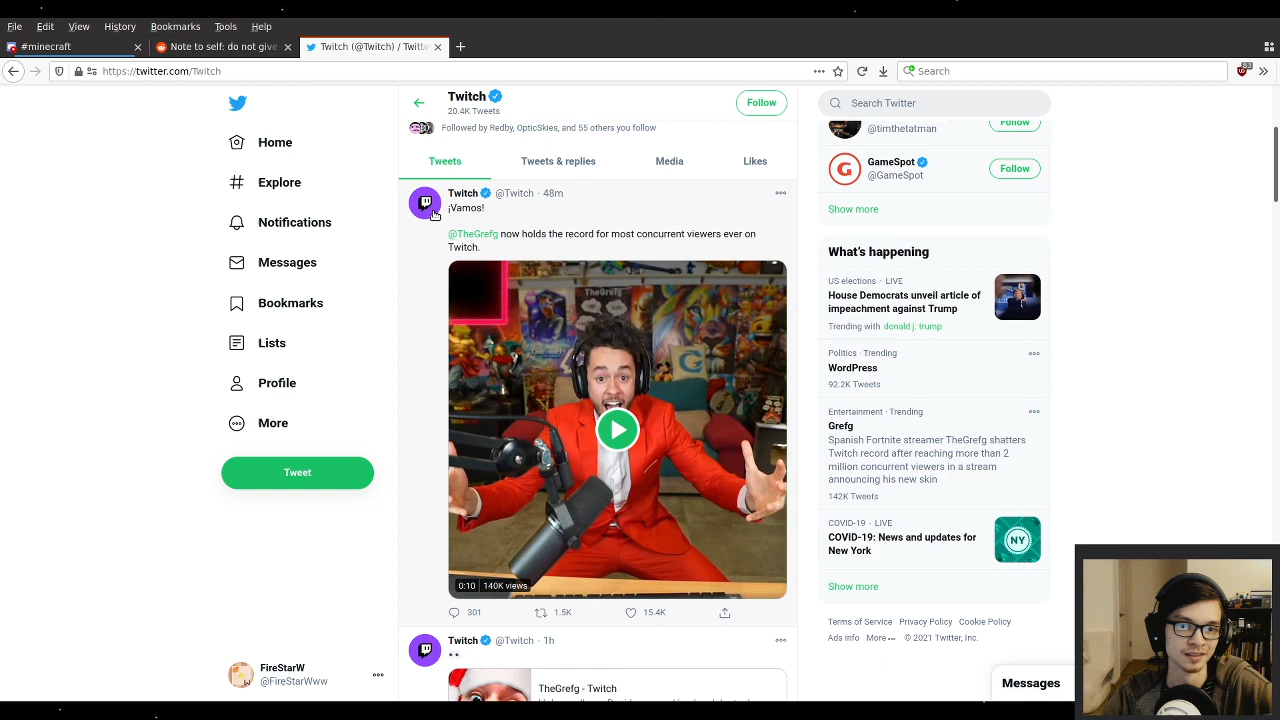 File Edit View History Bookmarks Tools Help
#minecraft
Note to self: do not give
Twitch (@Twitch) / Twitte
https://twitter.com/Twitch
Search
Home
Explore
Notifications
Messages
Bookmarks
Lists
Profile
More
Tweet
FireStarW
@FireStarWww
Twitch
20.4K Tweets
Follow
Followed by Redby, OpticSkies, and 55 others you follow
Tweets Tweets & replies Media Likes
Twitch @Twitch · 48m
¡Vamos!
@TheGrefg now holds the record for most concurrent viewers ever on
Twitch.
TheGrefg
0:10 140K views
301 1.5K 15.4K
Twitch @Twitch · 1h
TheGrefg - Twitch
Search Twitter
@timthetatman
Follow
GameSpot
@GameSpot
Follow
Show more
What's happening
US elections · LIVE
House Democrats unveil article of
impeachment against Trump
Trending with donald j. trump
Politics · Trending
WordPress
92.2K Tweets
Entertainment · Trending
Grefg
Spanish Fortnite streamer TheGrefg shatters
Twitch record after reaching more than 2
million concurrent viewers in a stream
announcing his new skin
142K Tweets
COVID-19 · LIVE
COVID-19: News and updates for
New York
NY
Show more
Terms of Service Privacy Policy Cookie Policy
Ads info More © 2021 Twitter, Inc.
Messages